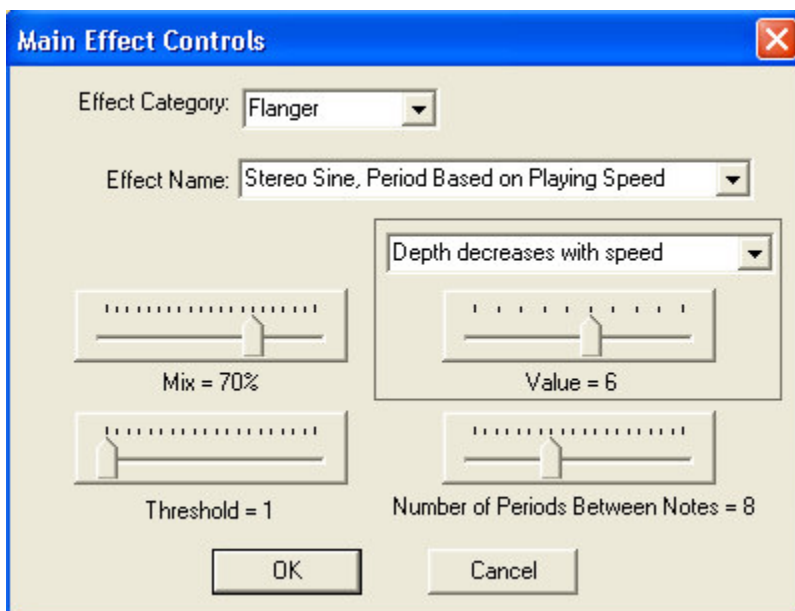 Main Effect Controls
Effect Category: Flanger
Effect Name: Stereo Sine, Period Based on Playing Speed
Depth decreases with speed
Mix = 70%
Value = 6
Threshold = 1
Number of Periods Between Notes = 8
OK
Cancel